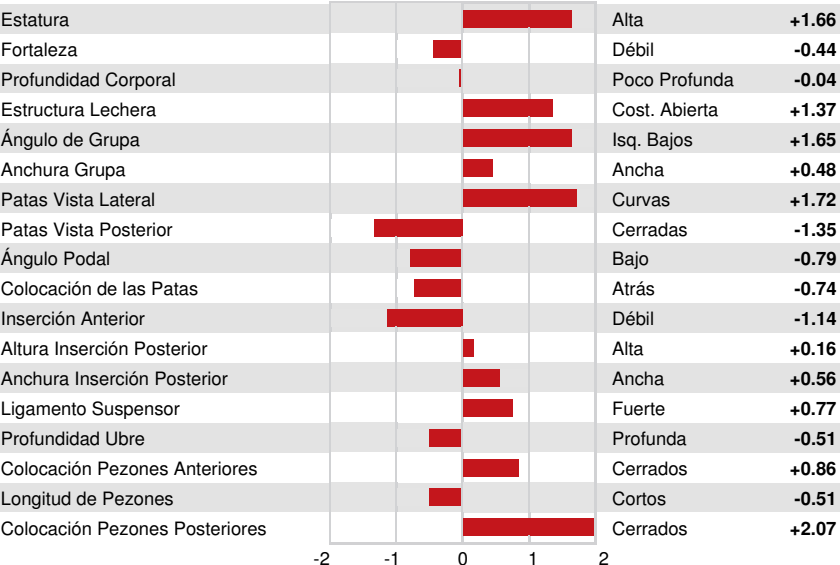 Estatura Alta +1.66
Fortaleza Débil -0.44
Profundidad Corporal Poco Profunda -0.04
Estructura Lechera Cost. Abierta +1.37
Ángulo de Grupa Isq. Bajos +1.65
Anchura Grupa Ancha +0.48
Patas Vista Lateral Curvas +1.72
Patas Vista Posterior Cerradas -1.35
Ángulo Podal Bajo -0.79
Colocación de las Patas Atrás -0.74
Inserción Anterior Débil -1.14
Altura Inserción Posterior Alta +0.16
Anchura Inserción Posterior Ancha +0.56
Ligamento Suspensor Fuerte +0.77
Profundidad Ubre Profunda -0.51
Colocación Pezones Anteriores Cerrados +0.86
Longitud de Pezones Cortos -0.51
Colocación Pezones Posteriores Cerrados +2.07
-2 -1 0 1 2